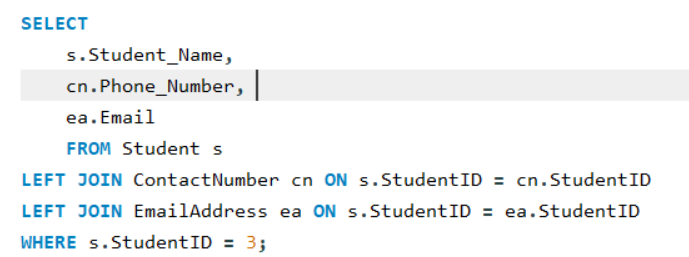 SELECT
s.Student_Name,
cn.Phone_Number,
ea.Email
FROM Student s
LEFT JOIN ContactNumber cn ON s.StudentID = cn.StudentID
LEFT JOIN EmailAddress ea ON s.StudentID = ea.StudentID
WHERE s.StudentID = 3;